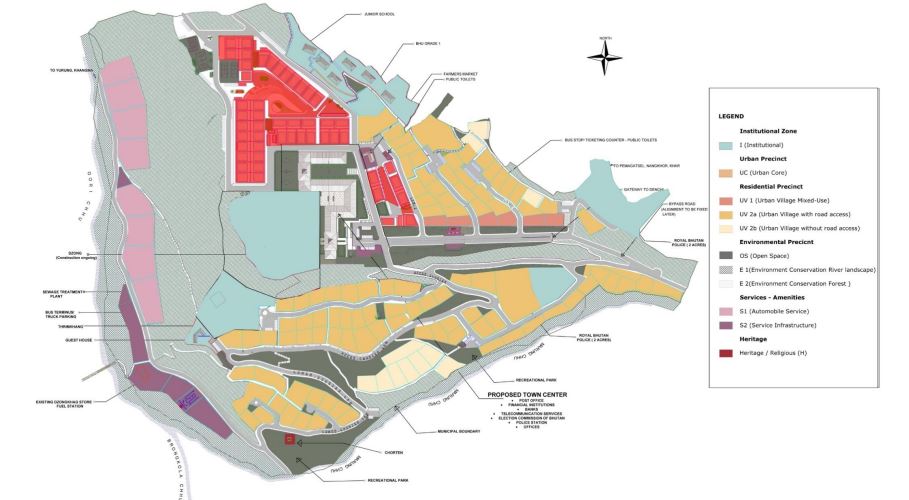 JUNIOR SCHOOL
NORTH
BHU GRADE 1
TO YURUNG, KHANGMA
FARMERS MARKET
PUBLIC TOILETS
LEGEND
Institutional Zone
I (Institutional)
Urban Precinct
UC (Urban Core)
Residential Precinct
UV 1 (Urban Village Mixed-Use)
UV 2a (Urban Village with road access)
UV 2b (Urban Village without road access)
Environmental Precicnt
OS (Open Space)
E 1(Environment Conservation River landscape)
E 2(Environment Conservation Forest )
Services - Amenities
S1 (Automobile Service)
S2 (Service Infrastructure)
Heritage
Heritage / Religious (H)
BUS STOP/ TICKETING COUNTER - PUBLIC TOILETS
TO PEMAGATSEL, NANGKHOR, KHAR
GATEWAY TO DENCHI
BYPASS ROAD
(ALIGNMENT TO BE FIXED
LATER)
ROYAL BHUTAN
POLICE ( 2 ACRES)
DZONG
(Construction ongoing)
SEWAGE TREATMENT
PLANT
BUS TERMINUS/
TRUCK PARKING
THRIMKHANG
GUEST HOUSE
EXISTING DZONGKHAG STORE
FUEL STATION
ROYAL BHUTAN
POLICE ( 2 ACRES)
RECREATIONAL PARK
PROPOSED TOWN CENTER
• POST OFFICE
• FINANCIAL INSTITUTIONS
• BANKS
• TELECOMMUNICATION SERVICES
• ELECTION COMMISSION OF BHUTAN
• POLICE STATION
• OFFICES
MUNICIPAL BOUNDARY
CHORTEN
RECREATIONAL PARK